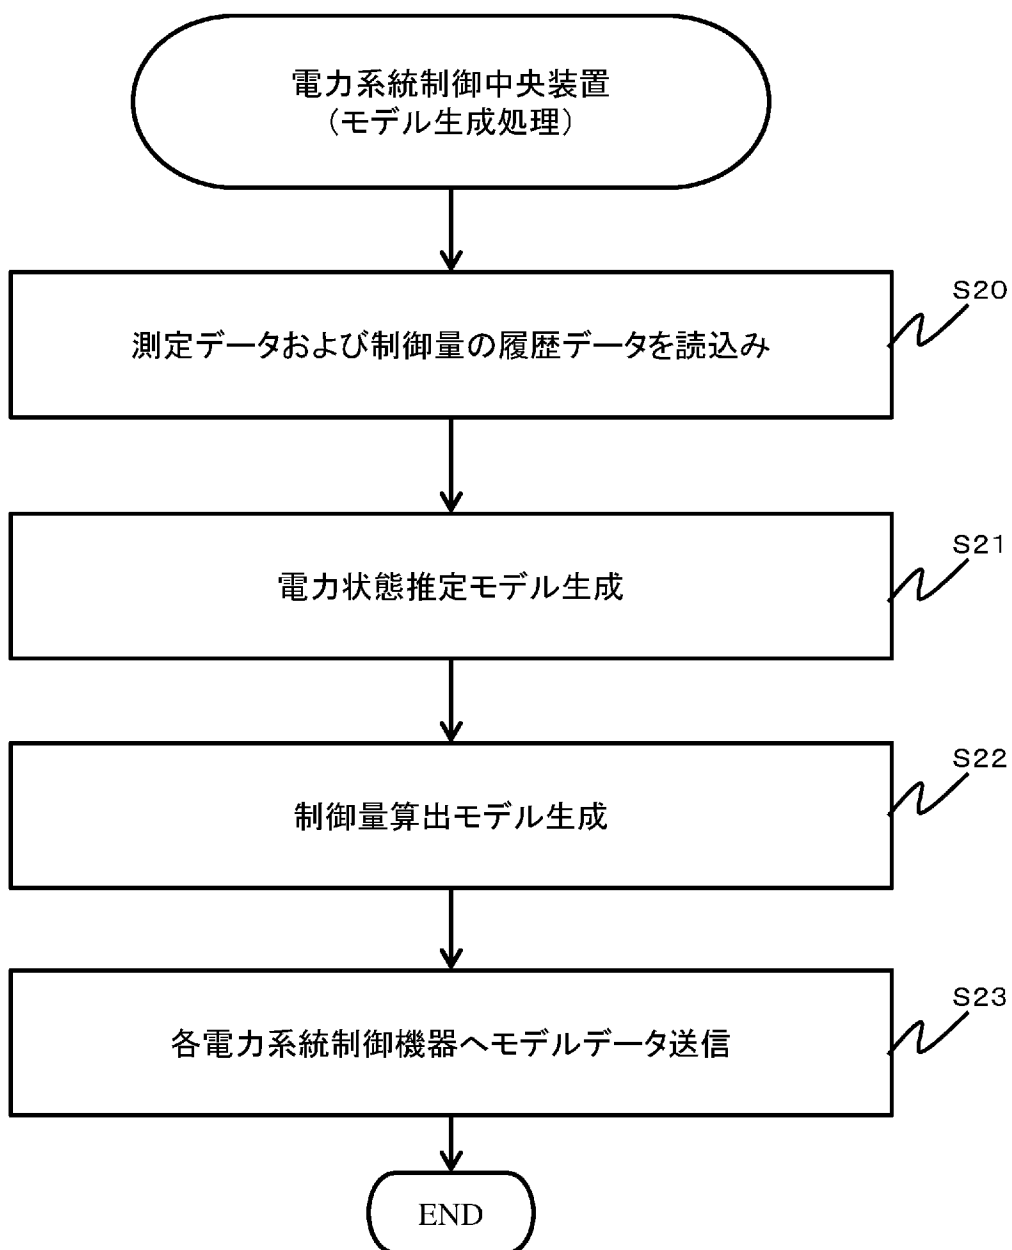 電力系統制御中央装置
（モデル生成処理）
S20
測定データおよび制御量の履歴データを読込み
S21
電力状態推定モデル生成
S22
制御量算出モデル生成
S23
各電力系統制御機器へモデルデータ送信
END